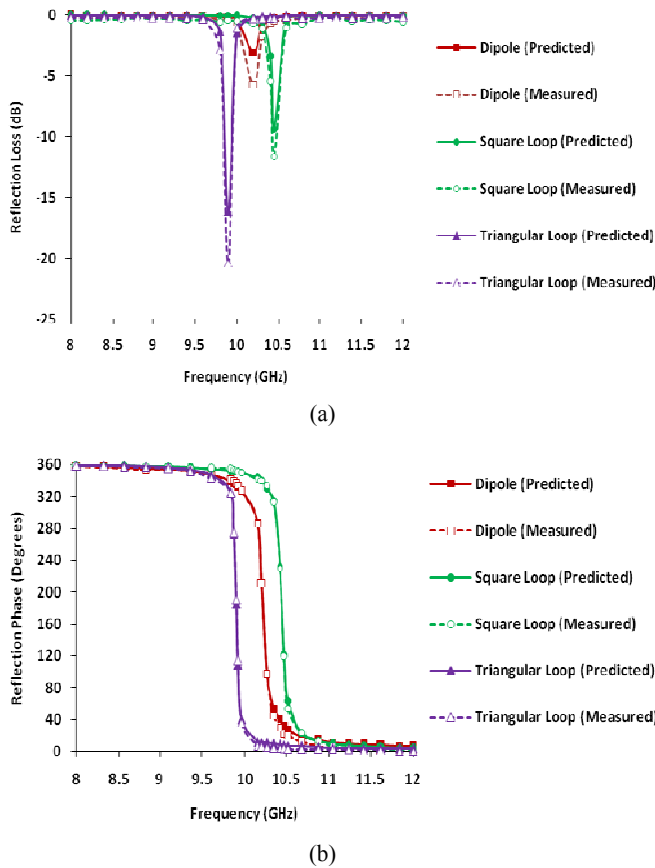 0
-5
-10
-15
-20
-25
Reflection Loss (dB)
8 8.5 9 9.5 10 10.5 11 11.5 12
Frequency (GHz)
Dipole (Predicted)
Dipole (Measured)
Square Loop (Predicted)
Square Loop (Measured)
Triangular Loop (Predicted)
Triangular Loop (Measured)
(a)
360
320
280
240
200
160
120
80
40
0
Reflection Phase (Degrees)
8 8.5 9 9.5 10 10.5 11 11.5 12
Frequency (GHz)
Dipole (Predicted)
Dipole (Measured)
Square Loop (Predicted)
Square Loop (Measured)
Triangular Loop (Predicted)
Triangular Loop (Measured)
(b)